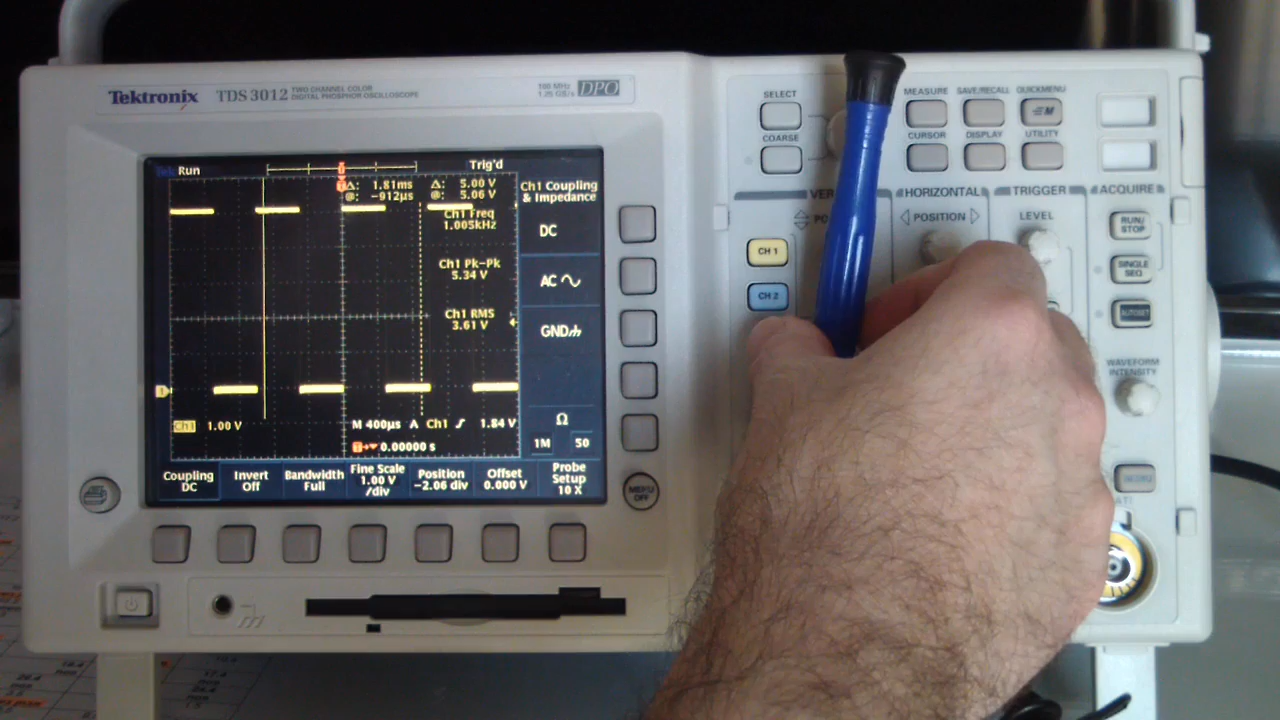 Tektronix TDS 3012 TWO CHANNEL COLOR
DIGITAL PHOSPHOR OSCILLOSCOPE
100 MHz
1.25 GS/s
DPO
Tek Run
Trig'd
Δ: 1.81ms
@: -912µs
Δ: 5.00 V
@: 5.06 V
Ch1 Freq
1.005kHz
Ch1 Pk-Pk
5.34 V
Ch1 RMS
3.61 V
Ch1 1.00 V
M 400µs A Ch1 ƒ 1.84 V
0.00000 s
Ch1 Coupling
& Impedance
DC
AC
GND
Ω
1M 50
Coupling
DC
Invert
Off
Bandwidth
Full
Fine Scale
1.00 V
/div
Position
-2.06 div
Offset
0.000 V
Probe
Setup
10 X
MENU
OFF
SELECT
COARSE
MEASURE
SAVE/RECALL
QUICKMENU
CURSOR
DISPLAY
UTILITY
HORIZONTAL
POSITION
TRIGGER
LEVEL
ACQUIRE
RUN/
STOP
SINGLE
SEQ
AUTOSET
WAVEFORM
INTENSITY
CH 1
CH 2